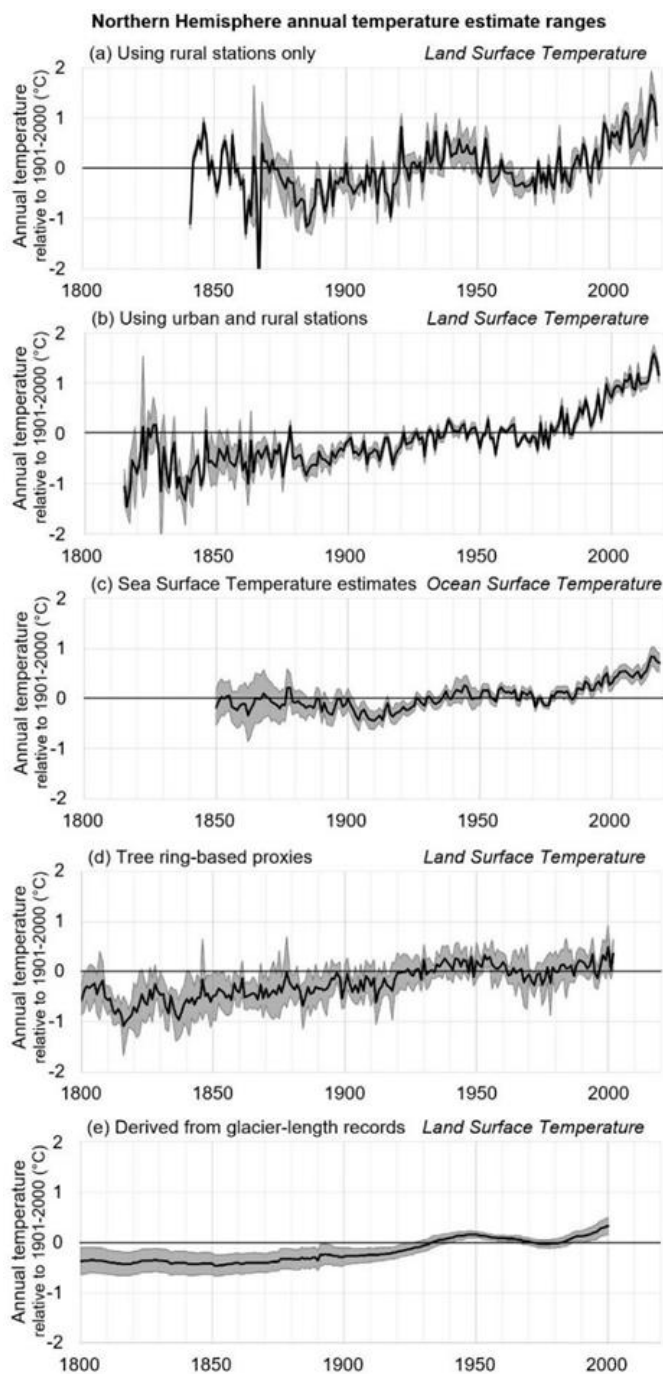 Northern Hemisphere annual temperature estimate ranges
(a) Using rural stations only Land Surface Temperature
Annual temperature
relative to 1901-2000 (°C)
2
1
0
-1
-2
1800 1850 1900 1950 2000
(b) Using urban and rural stations Land Surface Temperature
Annual temperature
relative to 1901-2000 (°C)
2
1
0
-1
-2
1800 1850 1900 1950 2000
(c) Sea Surface Temperature estimates Ocean Surface Temperature
Annual temperature
relative to 1901-2000 (°C)
2
1
0
-1
-2
1800 1850 1900 1950 2000
(d) Tree ring-based proxies Land Surface Temperature
Annual temperature
relative to 1901-2000 (°C)
2
1
0
-1
-2
1800 1850 1900 1950 2000
(e) Derived from glacier-length records Land Surface Temperature
Annual temperature
relative to 1901-2000 (°C)
2
1
0
-1
-2
1800 1850 1900 1950 2000